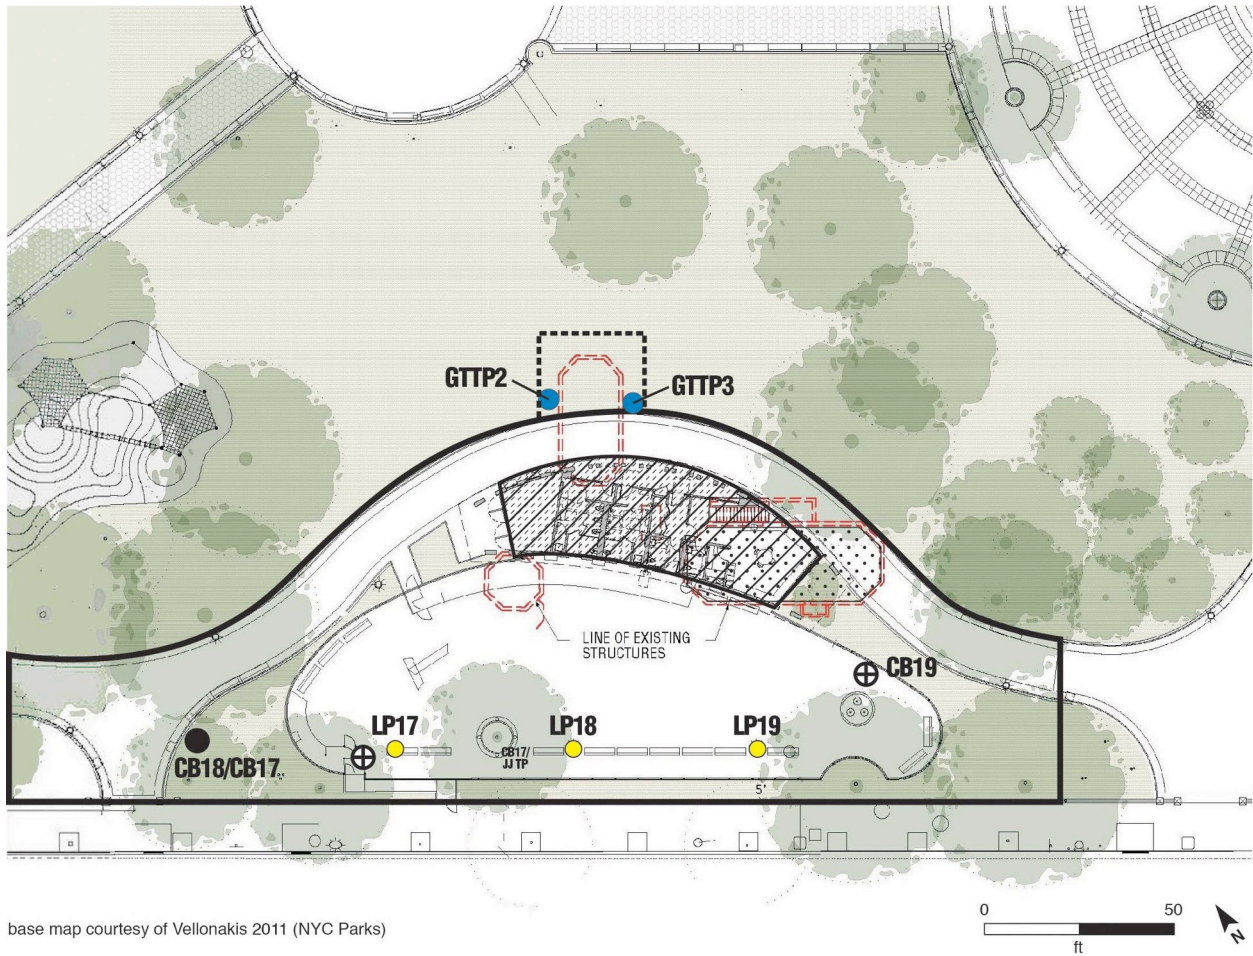 GTTP2
GTTP3
LINE OF EXISTING
STRUCTURES
CB19
LP17
LP18
LP19
CB17/
JJ TP
CB18/CB17
5'
0 50
ft
N
base map courtesy of Vellonakis 2011 (NYC Parks)